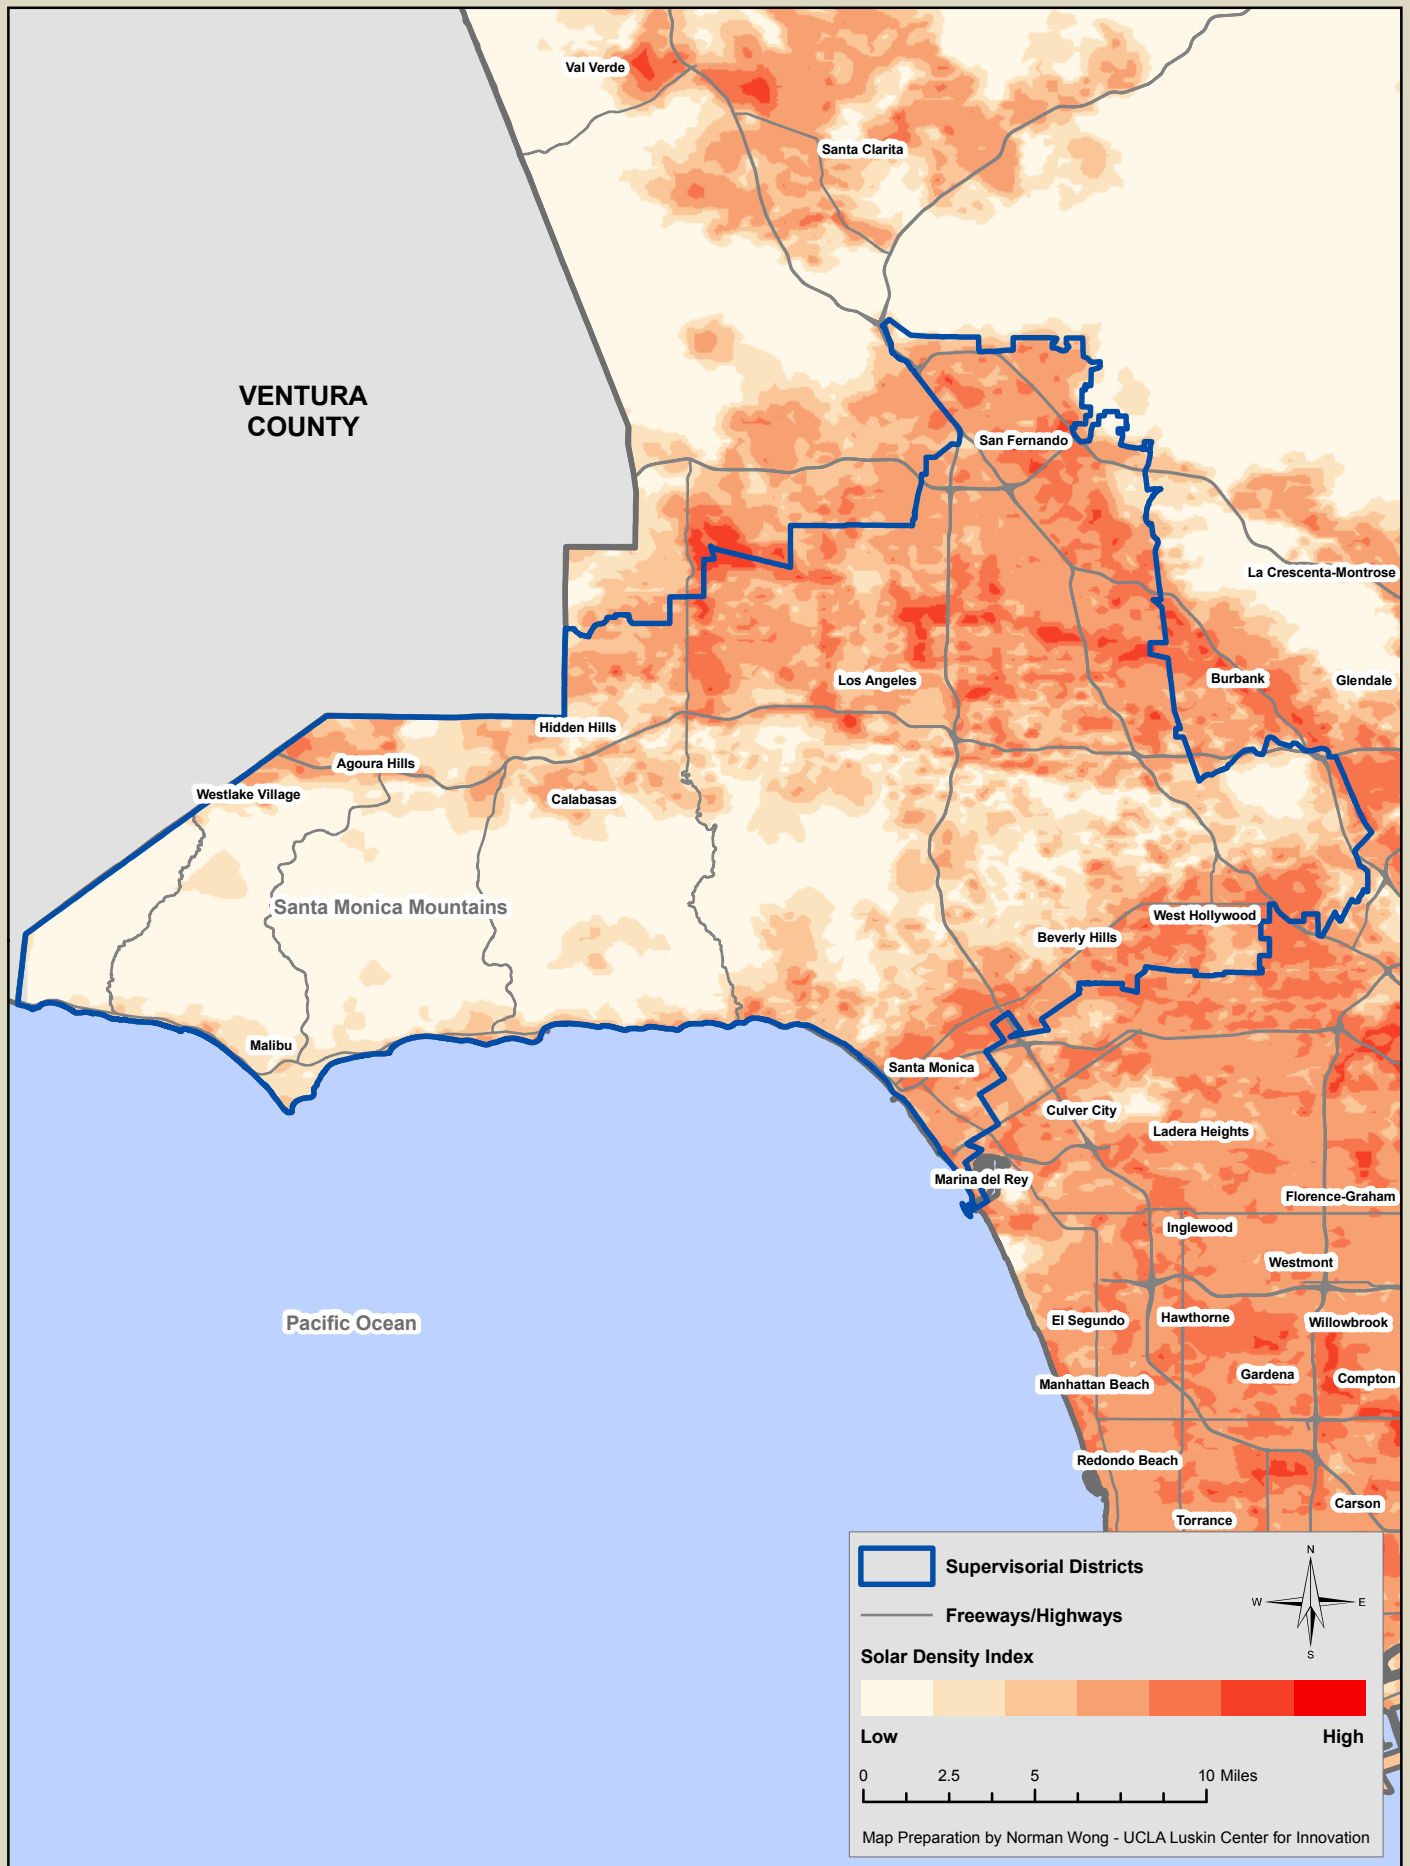 Val Verde
Santa Clarita
VENTURA
COUNTY
San Fernando
La Crescenta-Montrose
Los Angeles
Burbank
Glendale
Hidden Hills
Agoura Hills
Westlake Village
Calabasas
Santa Monica Mountains
West Hollywood
Beverly Hills
Malibu
Santa Monica
Culver City
Ladera Heights
Marina del Rey
Florence-Graham
Inglewood
Westmont
Pacific Ocean
El Segundo
Hawthorne
Willowbrook
Gardena
Compton
Manhattan Beach
Redondo Beach
Carson
Torrance
Supervisorial Districts
Freeways/Highways
N
W
E
S
Solar Density Index
Low
High
0 2.5 5 10 Miles
Map Preparation by Norman Wong - UCLA Luskin Center for Innovation